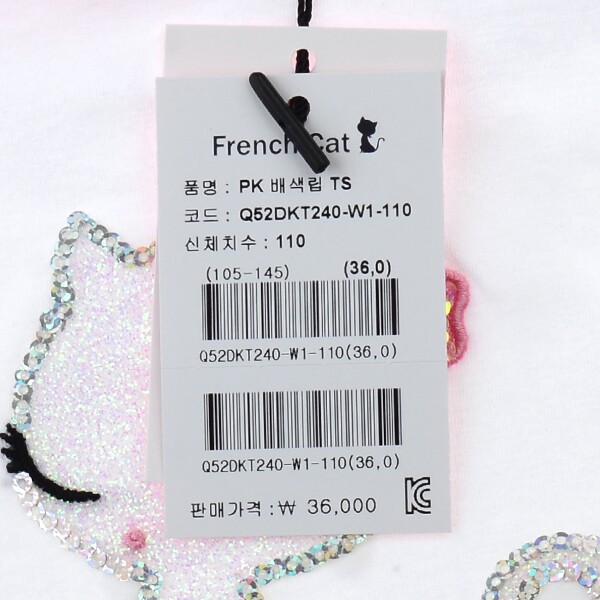 French Cat
품명 : PK 배색립 TS
코드 : Q52DKT240-W1-110
신체치수 : 110
(105-145) (36,0)
Q52DKT240-W1-110(36,0)
Q52DKT240-W1-110(36,0)
판매가격 : ₩ 36,000 KC